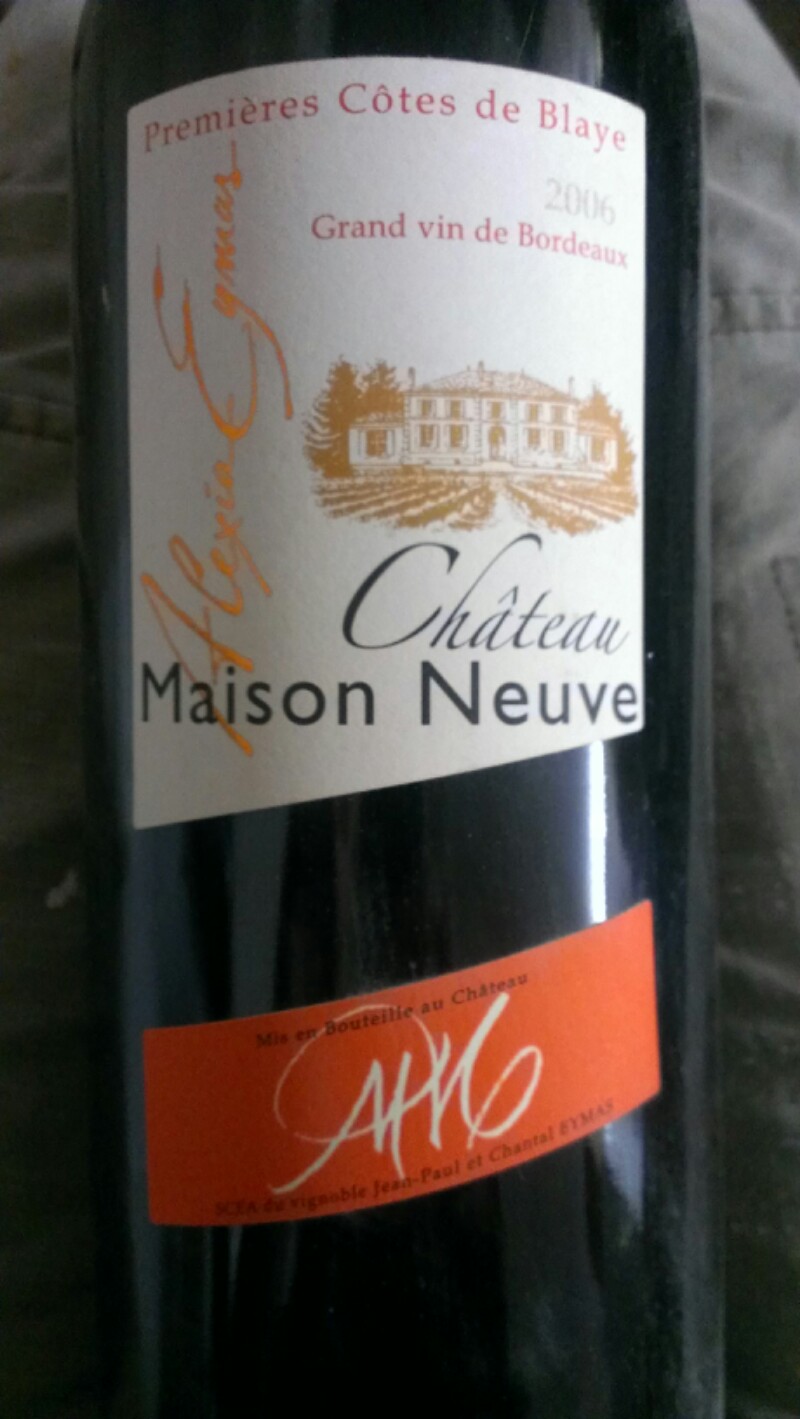 Premières Côtes de Blaye
2006
Grand vin de Bordeaux
Alexia Eymas
Château
Maison Neuve
Mis en Bouteille au Château
SCEA du vignoble Jean-Paul et Chantal EYMAS